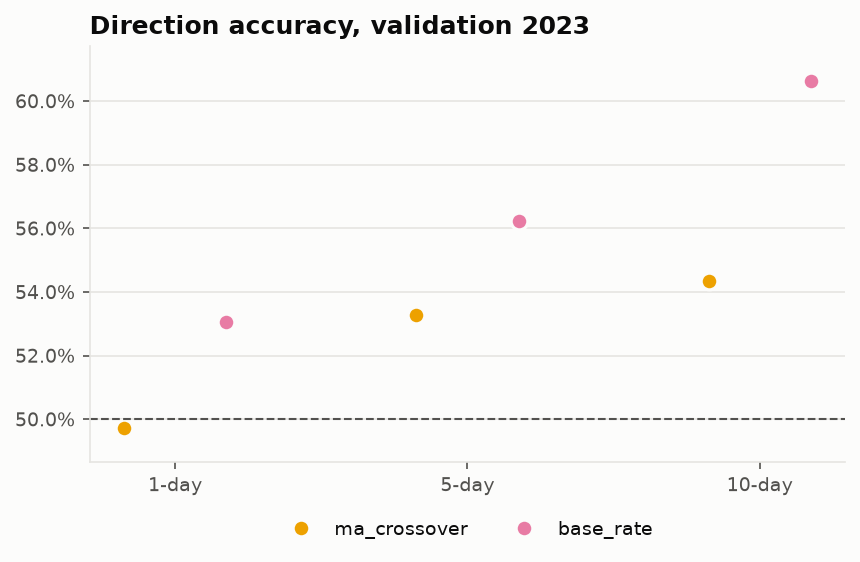 Direction accuracy, validation 2023
60.0%
58.0%
56.0%
54.0%
52.0%
50.0%
1-day 5-day 10-day
ma_crossover base_rate